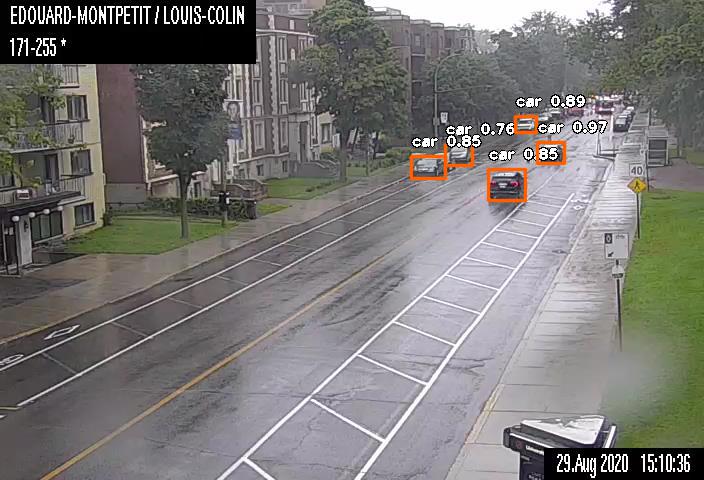 EDOUARD-MONTPETIT / LOUIS-COLIN
171-255 *
car 0.89
car 0.76
car 0.97
car 0.85
car 0.85
40
29.Aug 2020 15:10:36